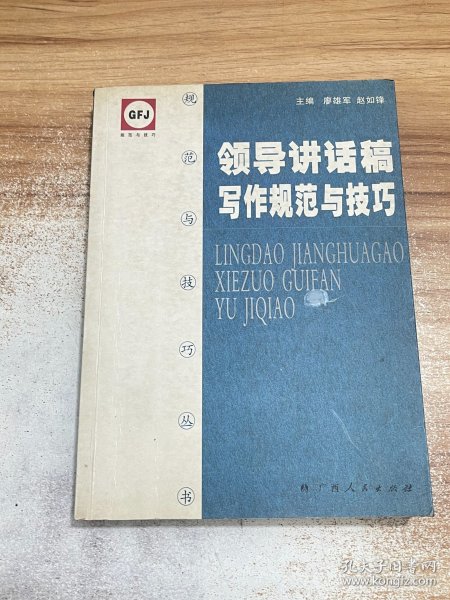 GFJ
规范与技巧
规范与技巧丛书
主编 廖雄军 赵如锋
领导讲话稿
写作规范与技巧
LINGDAO JIANGHUAGAO
XIEZUO GUIFAN
YU JIQIAO
广西人民出版社
孔夫子旧书网
www.kongfz.com